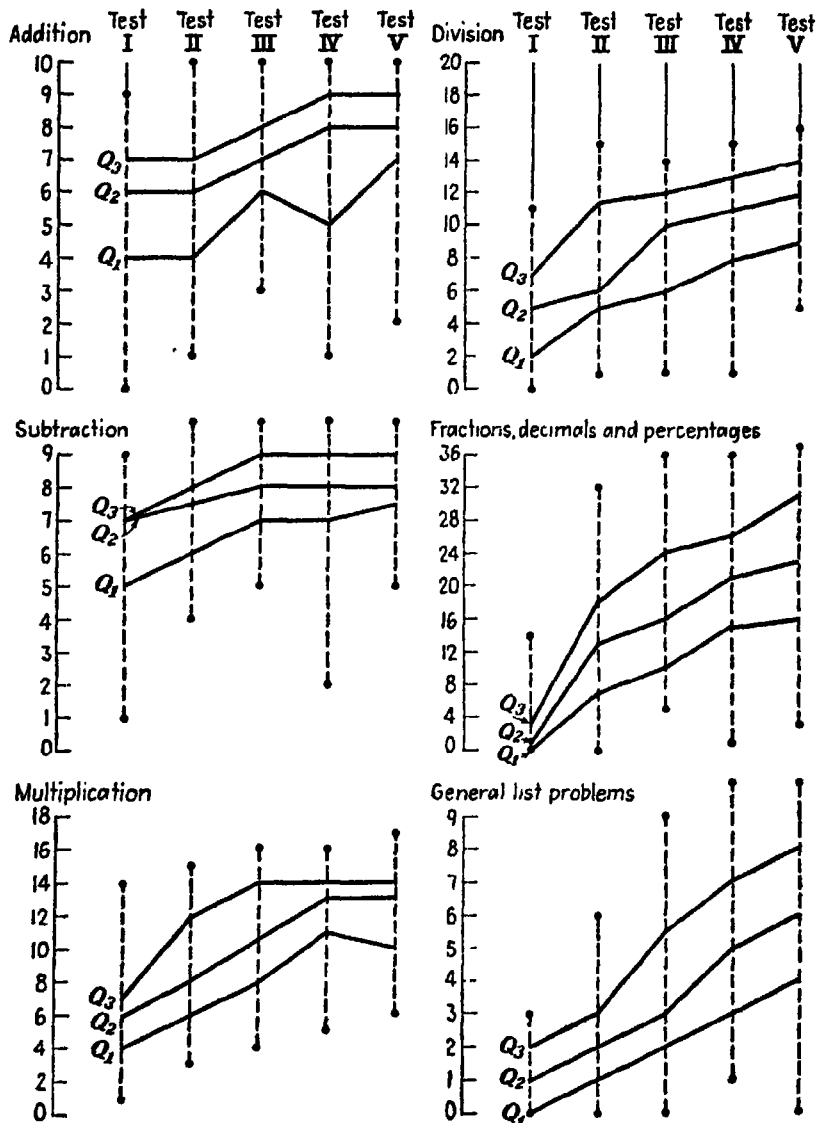 Addition
Test I
Test II
Test III
Test IV
Test V
10
9
8
7
6
5
4
3
2
1
0
Q3
Q2
Q1
Division
Test I
Test II
Test III
Test IV
Test V
20
18
16
14
12
10
8
6
4
2
0
Q3
Q2
Q1
Subtraction
9
8
7
6
5
4
3
2
1
0
Q3
Q2
Q1
Fractions, decimals and percentages
36
32
28
24
20
16
12
8
4
0
Q3
Q2
Q1
Multiplication
18
16
14
12
10
8
6
4
2
0
Q3
Q2
Q1
General list problems
9
8
7
6
5
4
3
2
1
0
Q3
Q2
Q1